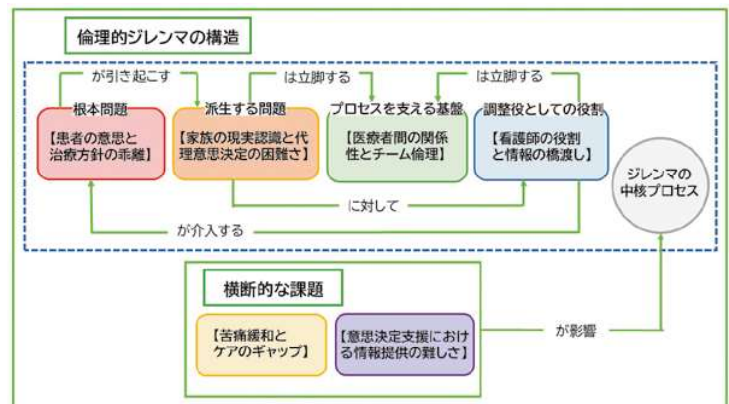 倫理的ジレンマの構造
が引き起こす
は立脚する
は立脚する
根本問題
派生する問題
プロセスを支える基盤
調整役としての役割
【患者の意思と
治療方針の乖離】
【家族の現実認識と代
理意思決定の困難さ】
【医療者間の関係
性とチーム倫理】
【看護師の役割
と情報の橋渡し】
ジレンマの
中核プロセス
に対して
が介入する
横断的な課題
【苦痛緩和と
ケアのギャップ】
【意思決定支援におけ
る情報提供の難しさ】
が影響